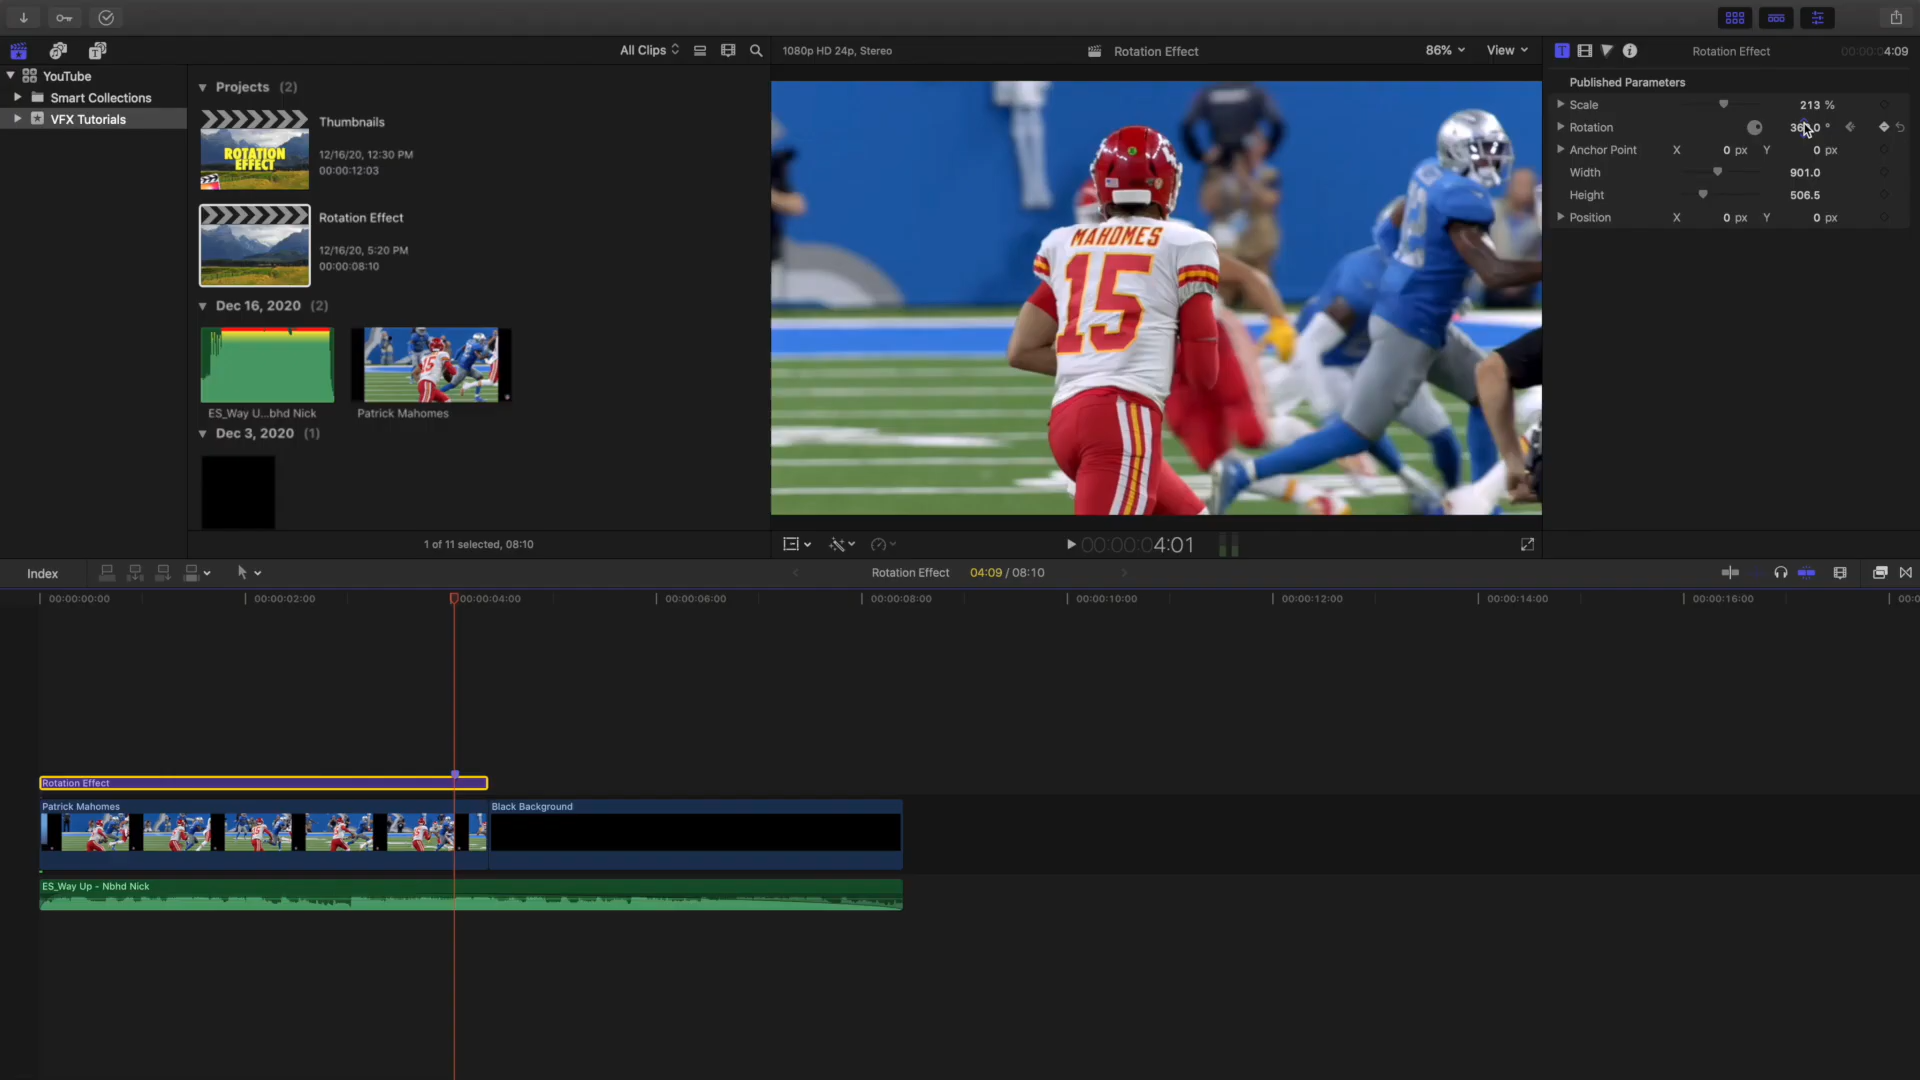 All Clips
1080p HD 24p, Stereo
Rotation Effect
86%
View
Rotation Effect
00:00:04:09
YouTube
Smart Collections
VFX Tutorials
Projects (2)
Thumbnails
12/16/20, 12:30 PM
00:00:12:03
ROTATION
EFFECT
Rotation Effect
12/16/20, 5:20 PM
00:00:08:10
Dec 16, 2020 (2)
ES_Way U...bhd Nick
Patrick Mahomes
Dec 3, 2020 (1)
1 of 11 selected, 08:10
MAHOMES
15
00:00:00:04:01
Published Parameters
Scale 213 %
Rotation °
Anchor Point X 0 px Y 0 px
Width 901.0
Height 506.5
Position X 0 px Y 0 px
Index
Rotation Effect 04:09 / 08:10
00:00:00:00 00:00:02:00 00:00:04:00 00:00:06:00 00:00:08:00 00:00:10:00 00:00:12:00 00:00:14:00 00:00:16:00
Rotation Effect
Patrick Mahomes
Black Background
ES_Way Up - Nbhd Nick